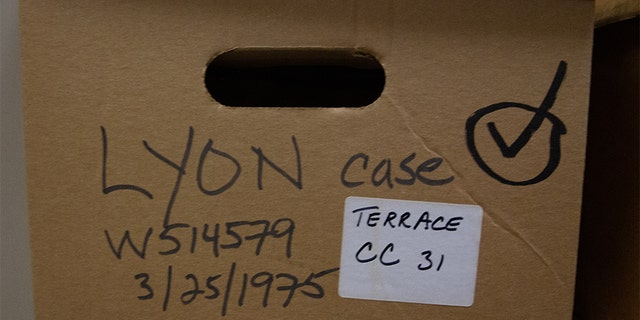 LYON case
W514579
3/25/1975
TERRACE
CC 31